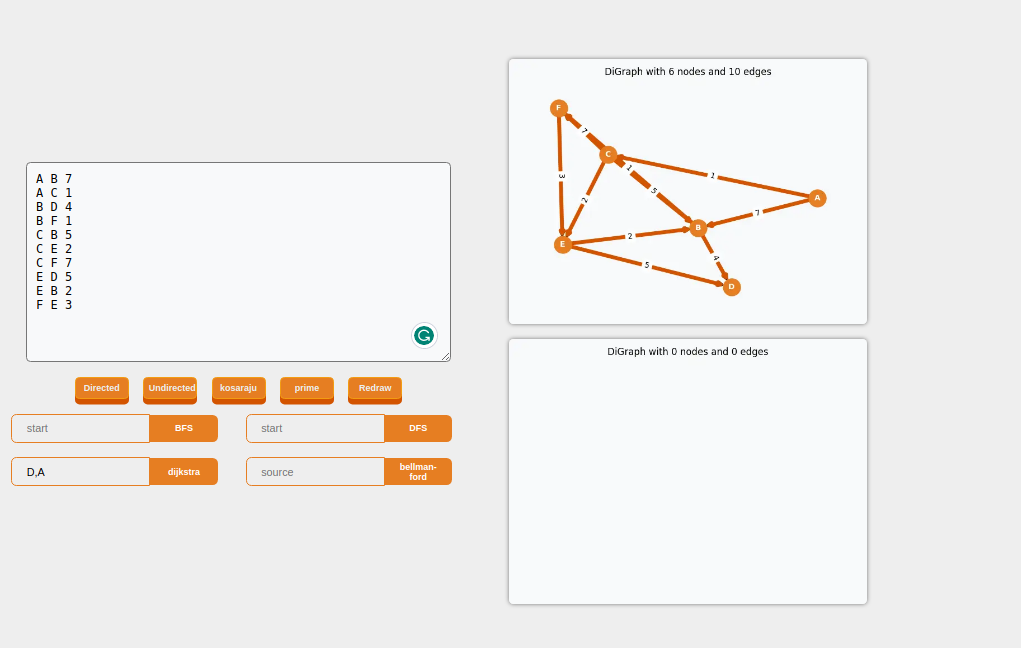 A B 7
A C 1
B D 4
B F 1
C B 5
C E 2
C F 7
E D 5
E B 2
F E 3
Directed
Undirected
kosaraju
prime
Redraw
start
BFS
start
DFS
D,A
dijkstra
source
bellman-
ford
DiGraph with 6 nodes and 10 edges
F
7
C
1
1
3
5
2
A
7
B
2
E
4
5
D
DiGraph with 0 nodes and 0 edges